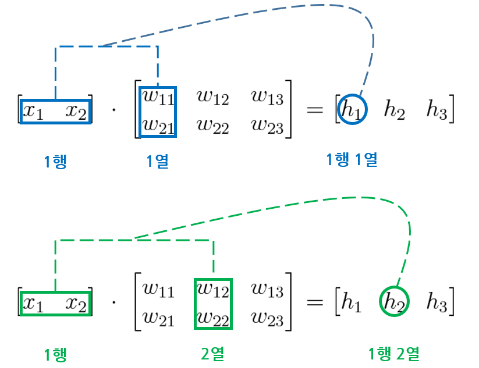 [x₁ x₂] · [w₁₁ w₁₂ w₁₃
w₂₁ w₂₂ w₂₃] = [h₁ h₂ h₃]
1행 1열 1행 1열
[x₁ x₂] · [w₁₁ w₁₂ w₁₃
w₂₁ w₂₂ w₂₃] = [h₁ h₂ h₃]
1행 2열 1행 2열